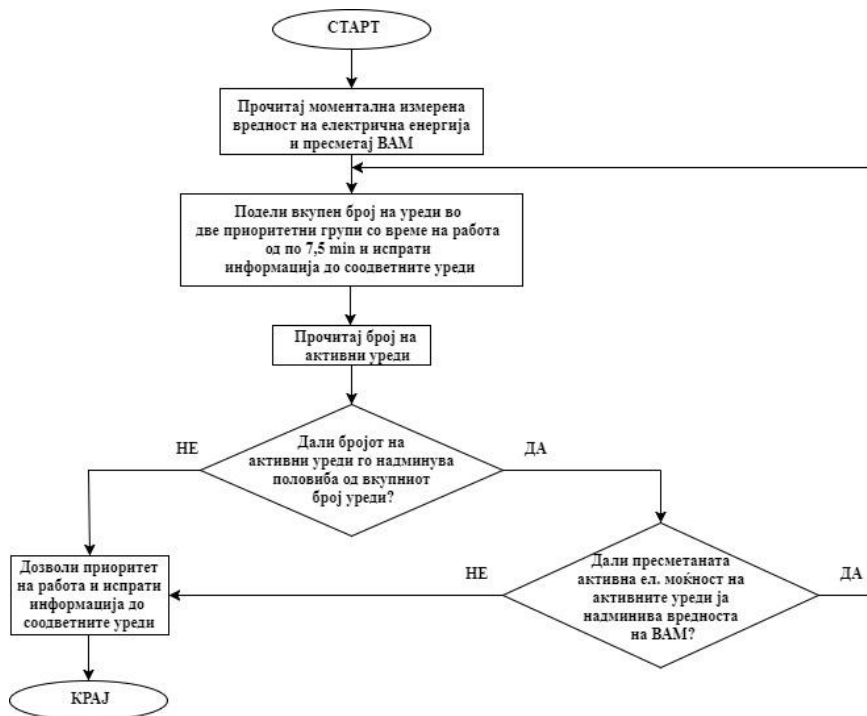 СТАРТ
Прочитај моментална измерена
вредност на електрична енергија
и пресметај ВАМ
Подели вкупен број на уреди во
две приоритетни групи со време на работа
од по 7,5 min и испрати
информација до соодветните уреди
Прочитај број на
активни уреди
НЕ
Дали бројот на
активни уреди го надминува
половиба од вкупниот
број уреди?
ДА
Дозволи приоритет
на работа и испрати
информација до
соодветните уреди
НЕ
Дали пресметаната
активна ел. моќност на
активните уреди ја
надминива вредноста
на ВАМ?
ДА
КРАЈ